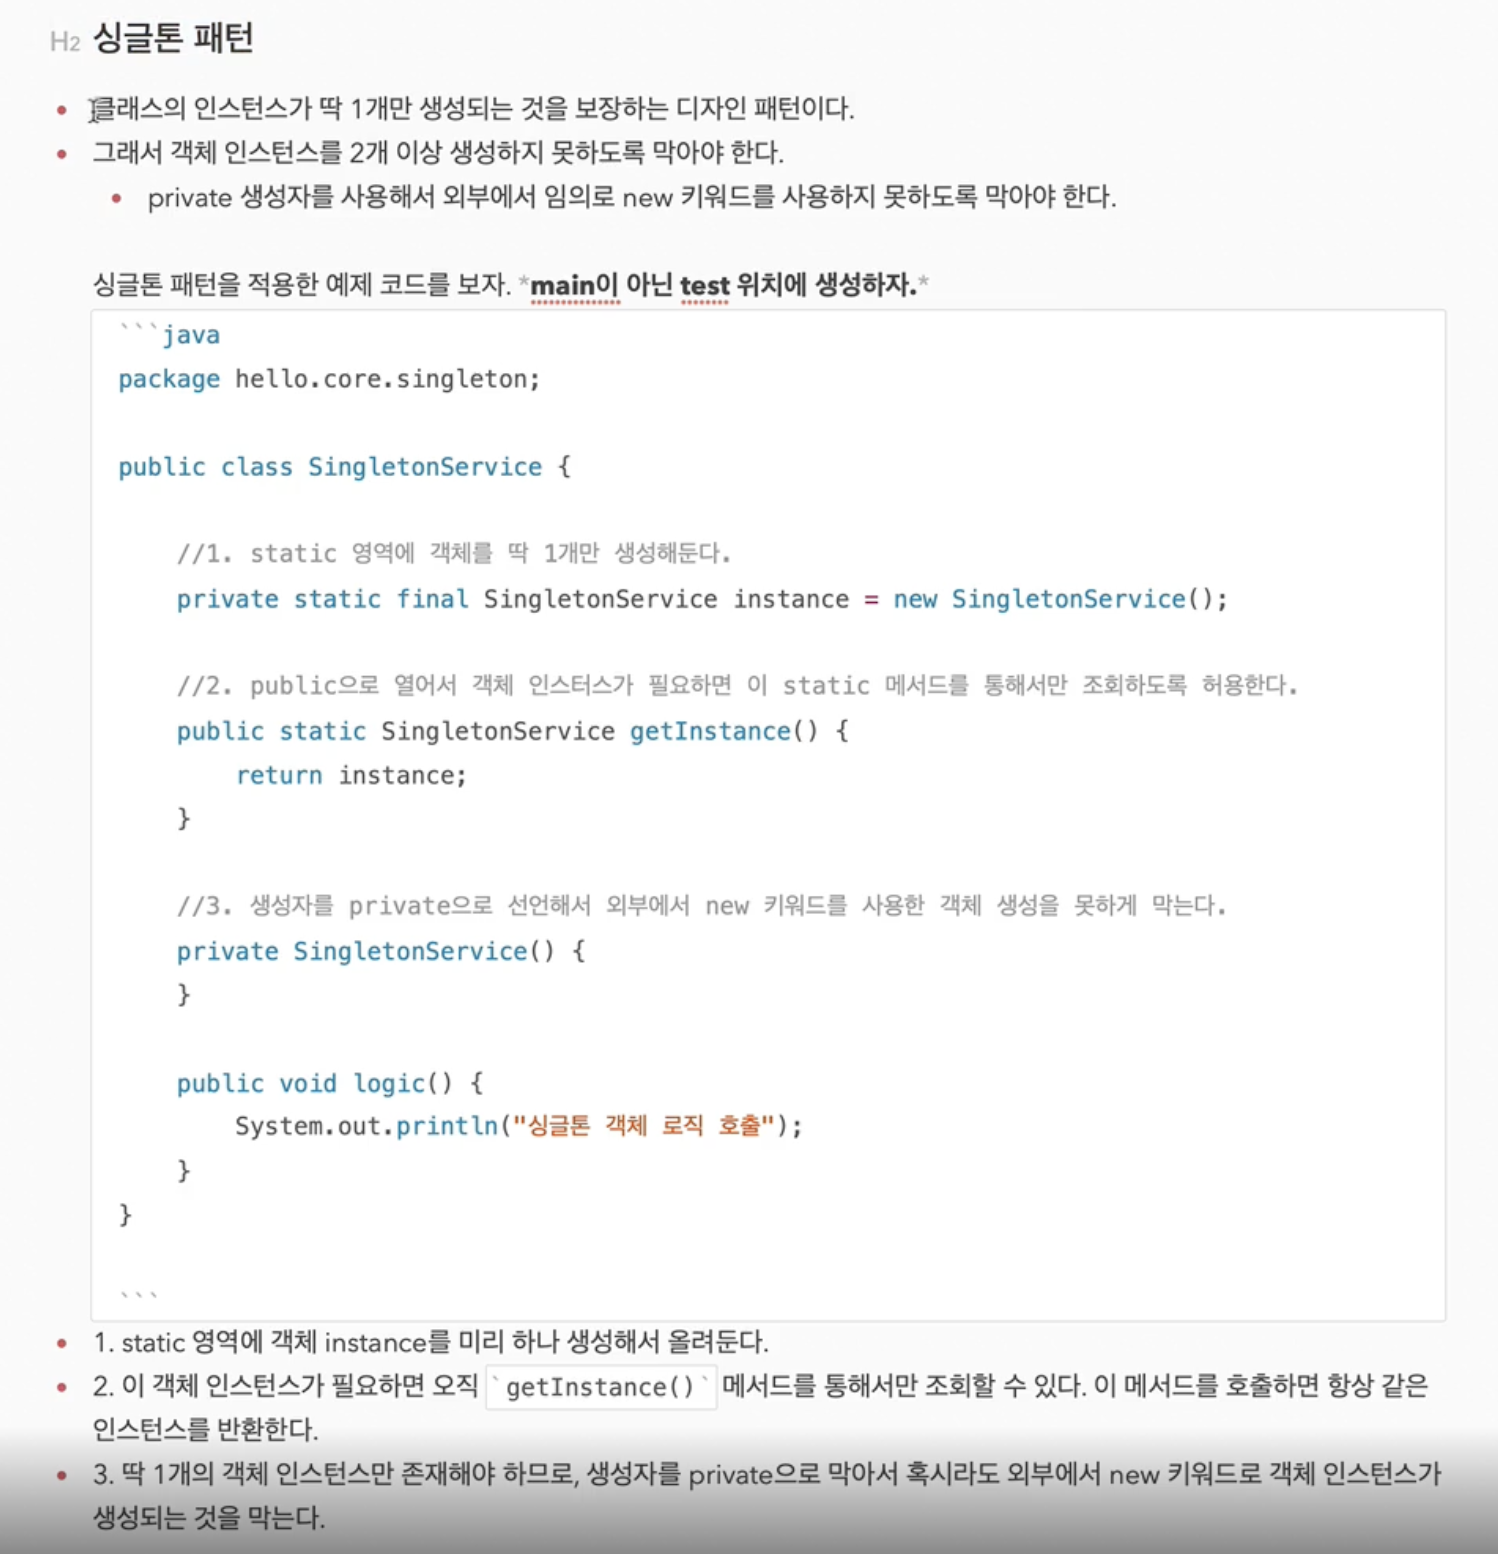 H2 싱글톤 패턴
클래스의 인스턴스가 딱 1개만 생성되는 것을 보장하는 디자인 패턴이다.
그래서 객체 인스턴스를 2개 이상 생성하지 못하도록 막아야 한다.
private 생성자를 사용해서 외부에서 임의로 new 키워드를 사용하지 못하도록 막아야 한다.
싱글톤 패턴을 적용한 예제 코드를 보자. *main이 아닌 test 위치에 생성하자.*
```java
package hello.core.singleton;
public class SingletonService {
//1. static 영역에 객체를 딱 1개만 생성해둔다.
private static final SingletonService instance = new SingletonService();
//2. public으로 열어서 객체 인스터스가 필요하면 이 static 메서드를 통해서만 조회하도록 허용한다.
public static SingletonService getInstance() {
return instance;
}
//3. 생성자를 private으로 선언해서 외부에서 new 키워드를 사용한 객체 생성을 못하게 막는다.
private SingletonService() {
}
public void logic() {
System.out.println("싱글톤 객체 로직 호출");
}
}
```
1. static 영역에 객체 instance를 미리 하나 생성해서 올려둔다.
2. 이 객체 인스턴스가 필요하면 오직 `getInstance()` 메서드를 통해서만 조회할 수 있다. 이 메서드를 호출하면 항상 같은
인스턴스를 반환한다.
3. 딱 1개의 객체 인스턴스만 존재해야 하므로, 생성자를 private으로 막아서 혹시라도 외부에서 new 키워드로 객체 인스턴스가
생성되는 것을 막는다.